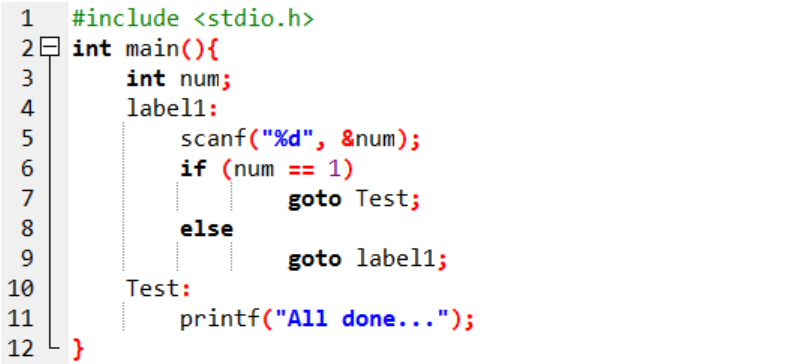 1 #include <stdio.h>
2 int main(){
3 int num;
4 label1:
5 scanf("%d", &num);
6 if (num == 1)
7 goto Test;
8 else
9 goto label1;
10 Test:
11 printf("All done...");
12 }